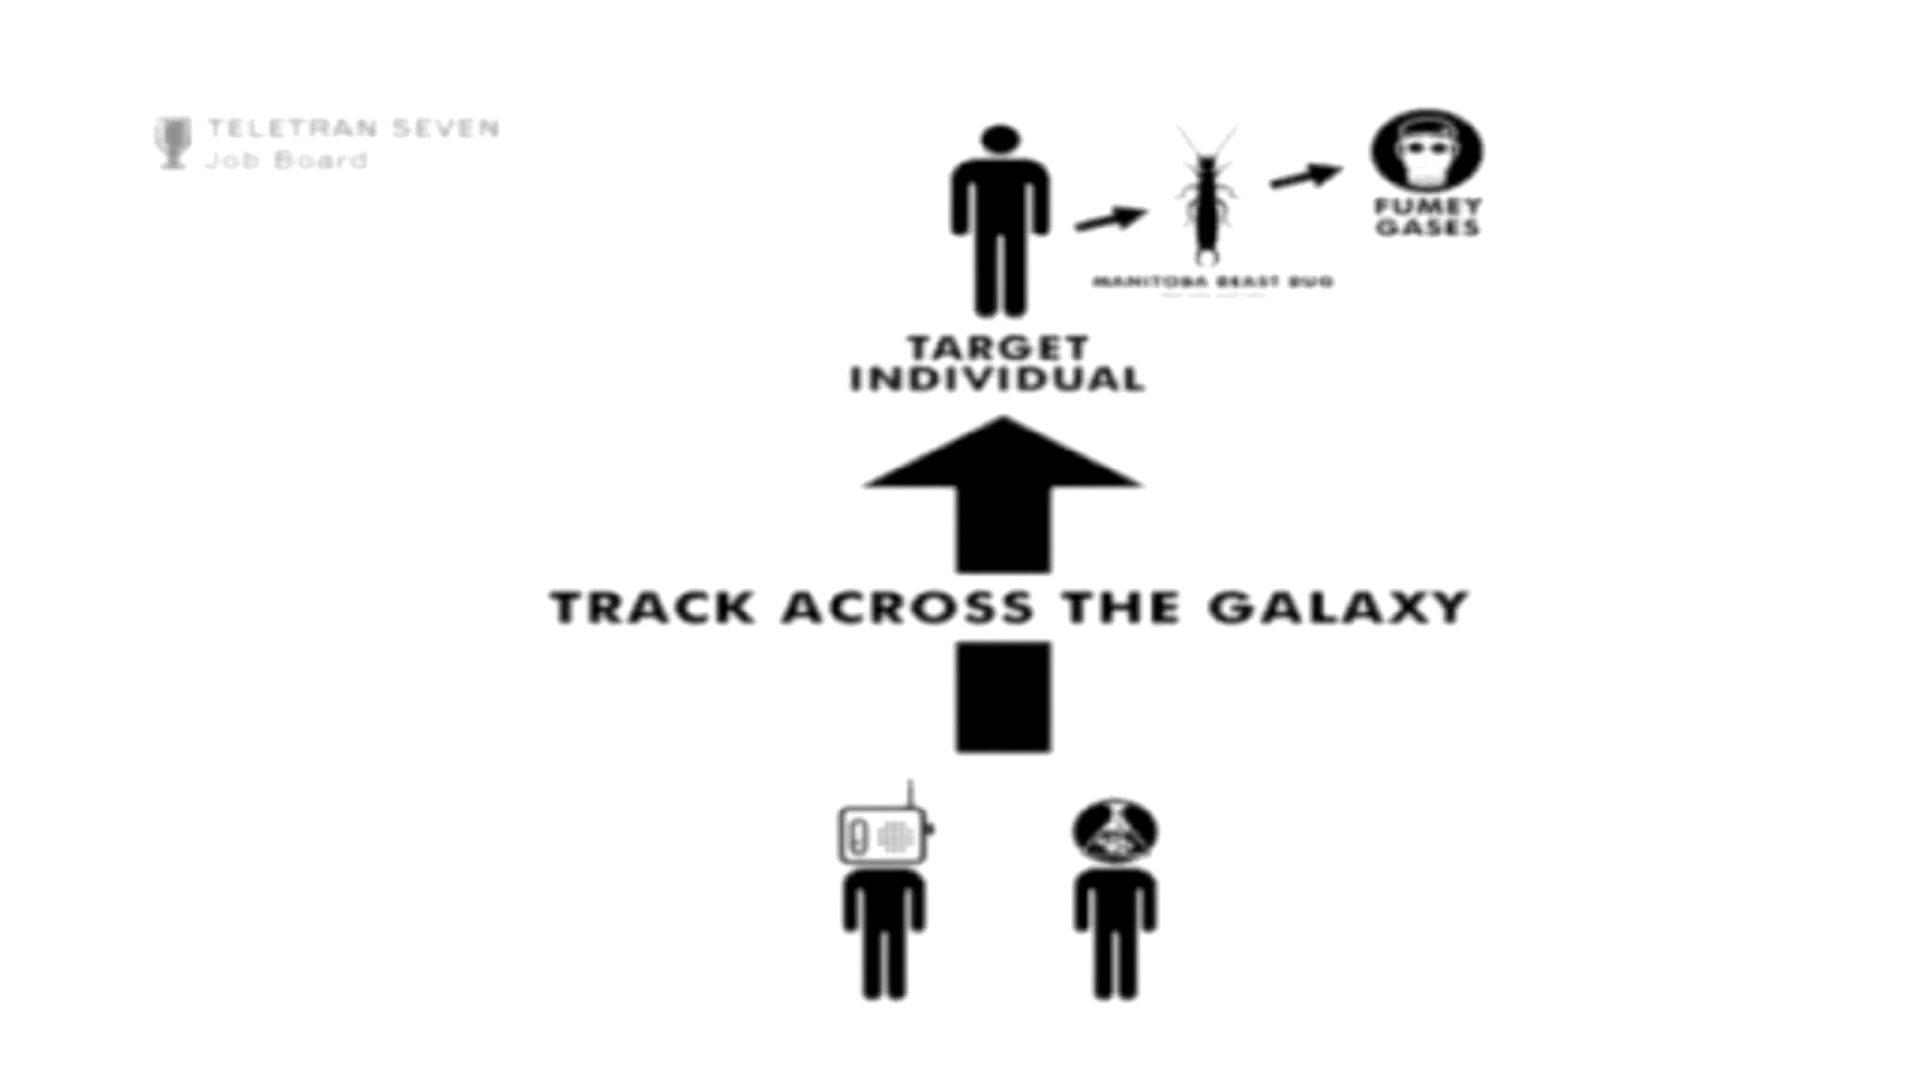 TELETRAN SEVEN
Job Board
FUMEY
GASES
MANITOBA BEAST BUG
TARGET
INDIVIDUAL
TRACK ACROSS THE GALAXY